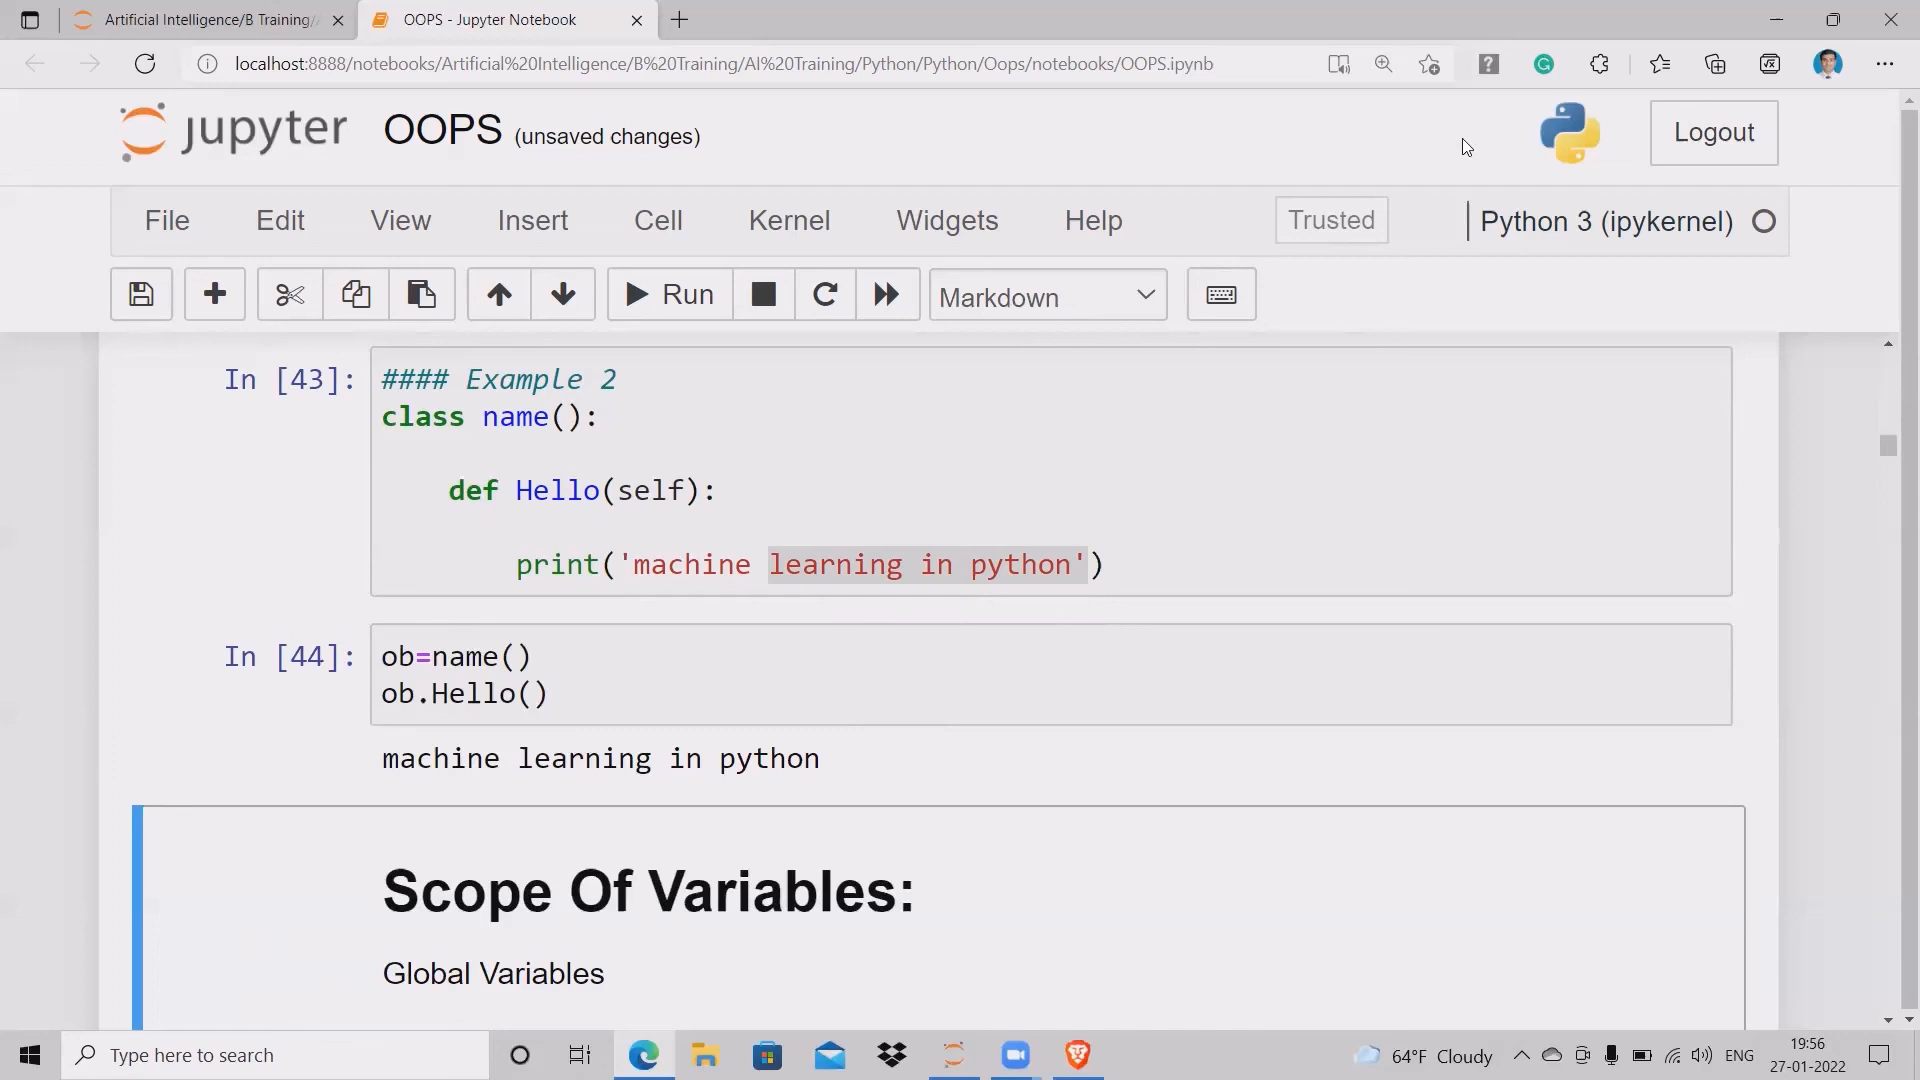 Artificial Intelligence/B Training/
OOPS - Jupyter Notebook
localhost:8888/notebooks/Artificial%20Intelligence/B%20Training/AI%20Training/Python/Python/Oops/notebooks/OOPS.ipynb
jupyter OOPS (unsaved changes) Logout
File Edit View Insert Cell Kernel Widgets Help Trusted Python 3 (ipykernel)
Run Markdown
In [43]: #### Example 2
class name():
def Hello(self):
print('machine learning in python')
In [44]: ob=name()
ob.Hello()
machine learning in python
Scope Of Variables:
Global Variables
Type here to search
64°F Cloudy
ENG
19:56
27-01-2022